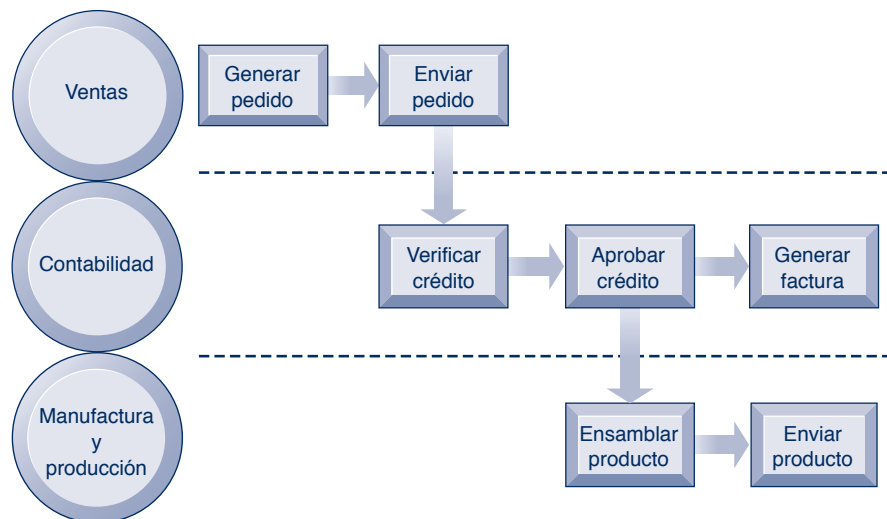 Ventas
Generar
pedido
Enviar
pedido
Contabilidad
Verificar
crédito
Aprobar
crédito
Generar
factura
Manufactura
y
producción
Ensamblar
producto
Enviar
producto